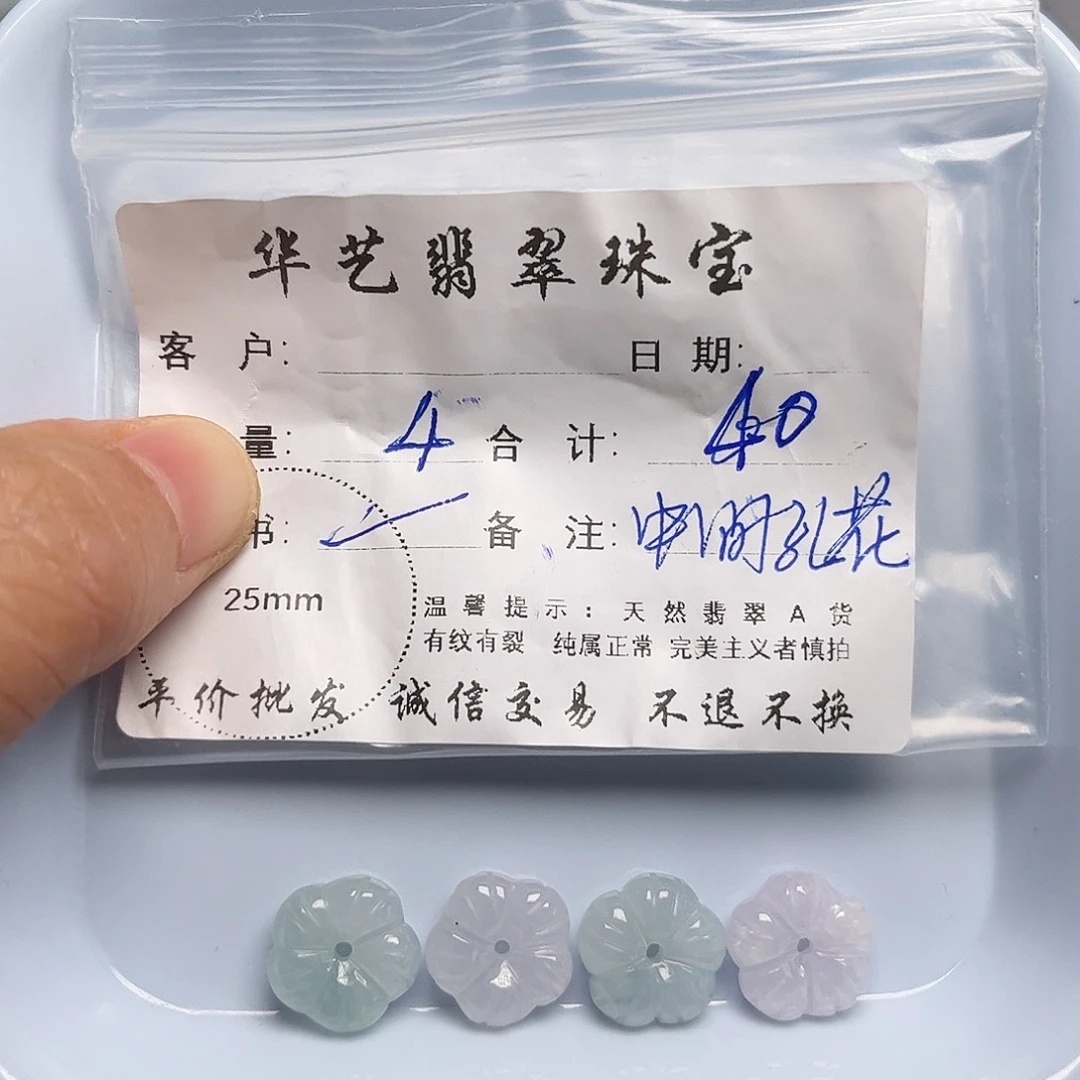 华艺翡翠珠宝
客 户: 日 期:
量: 4 合 计: 40
书: 备 注: 中间孔花
25mm
温馨提示: 天然翡翠A货
有纹有裂 纯属正常 完美主义者慎拍
平价批发 诚信交易 不退不换